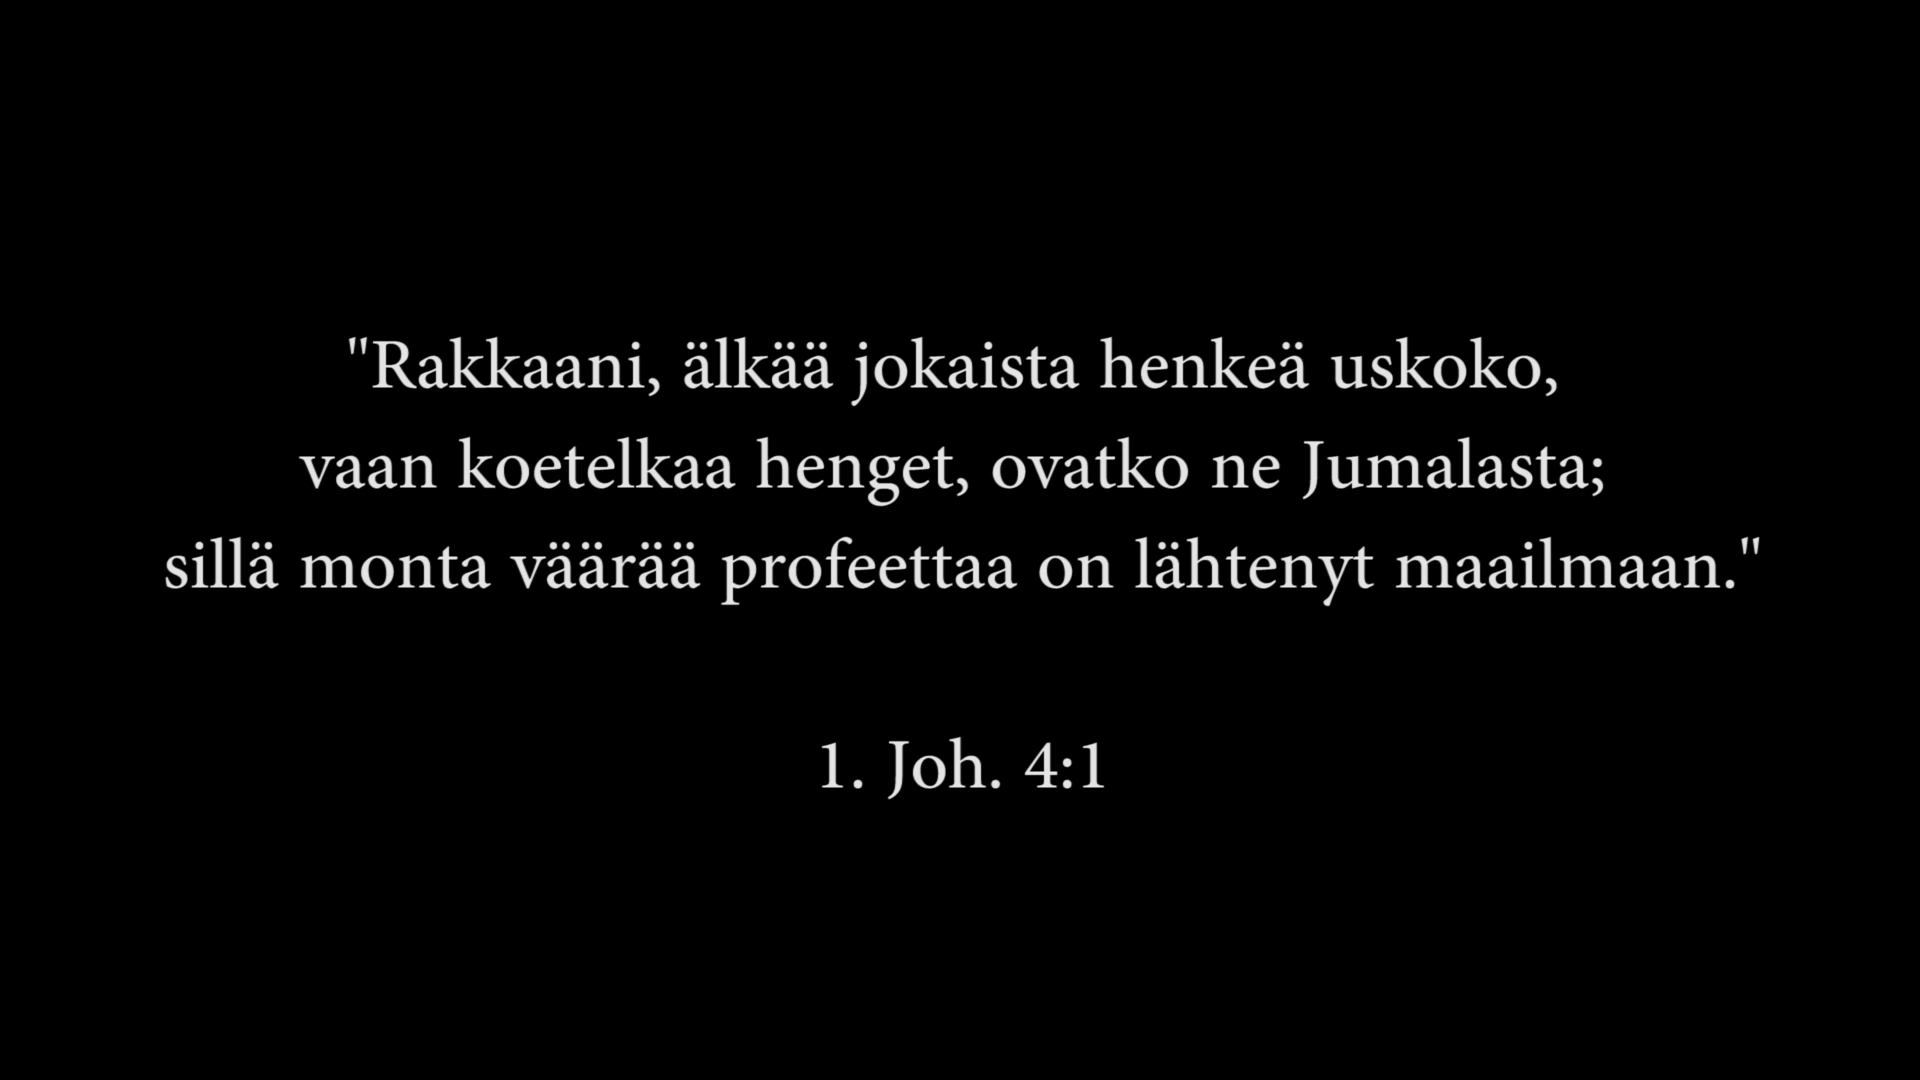 "Rakkaani, älkää jokaista henkeä uskoko,
vaan koetelkaa henget, ovatko ne Jumalasta;
sillä monta väärää profeettaa on lähtenyt maailmaan."
1. Joh. 4:1